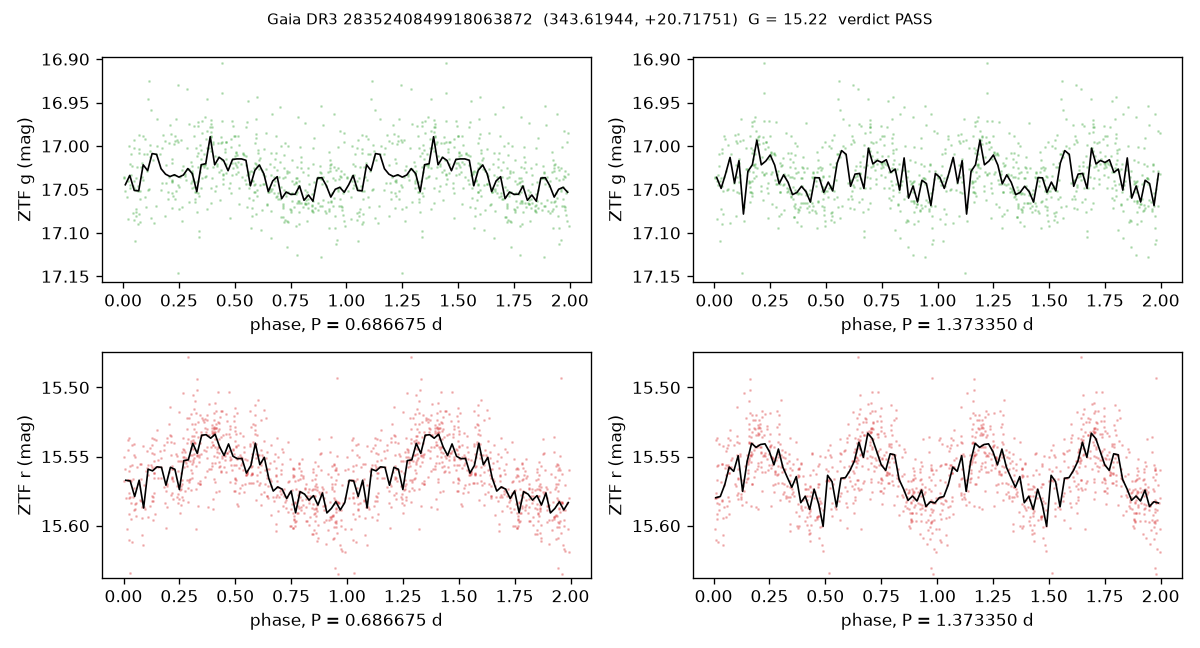 Gaia DR3 2835240849918063872  (343.61944, +20.71751)  G = 15.22  verdict PASS
ZTF g (mag)
16.90
16.95
17.00
17.05
17.10
17.15
0.00 0.25 0.50 0.75 1.00 1.25 1.50 1.75 2.00
phase, P = 0.686675 d
ZTF g (mag)
16.90
16.95
17.00
17.05
17.10
17.15
0.00 0.25 0.50 0.75 1.00 1.25 1.50 1.75 2.00
phase, P = 1.373350 d
ZTF r (mag)
15.50
15.55
15.60
0.00 0.25 0.50 0.75 1.00 1.25 1.50 1.75 2.00
phase, P = 0.686675 d
ZTF r (mag)
15.50
15.55
15.60
0.00 0.25 0.50 0.75 1.00 1.25 1.50 1.75 2.00
phase, P = 1.373350 d